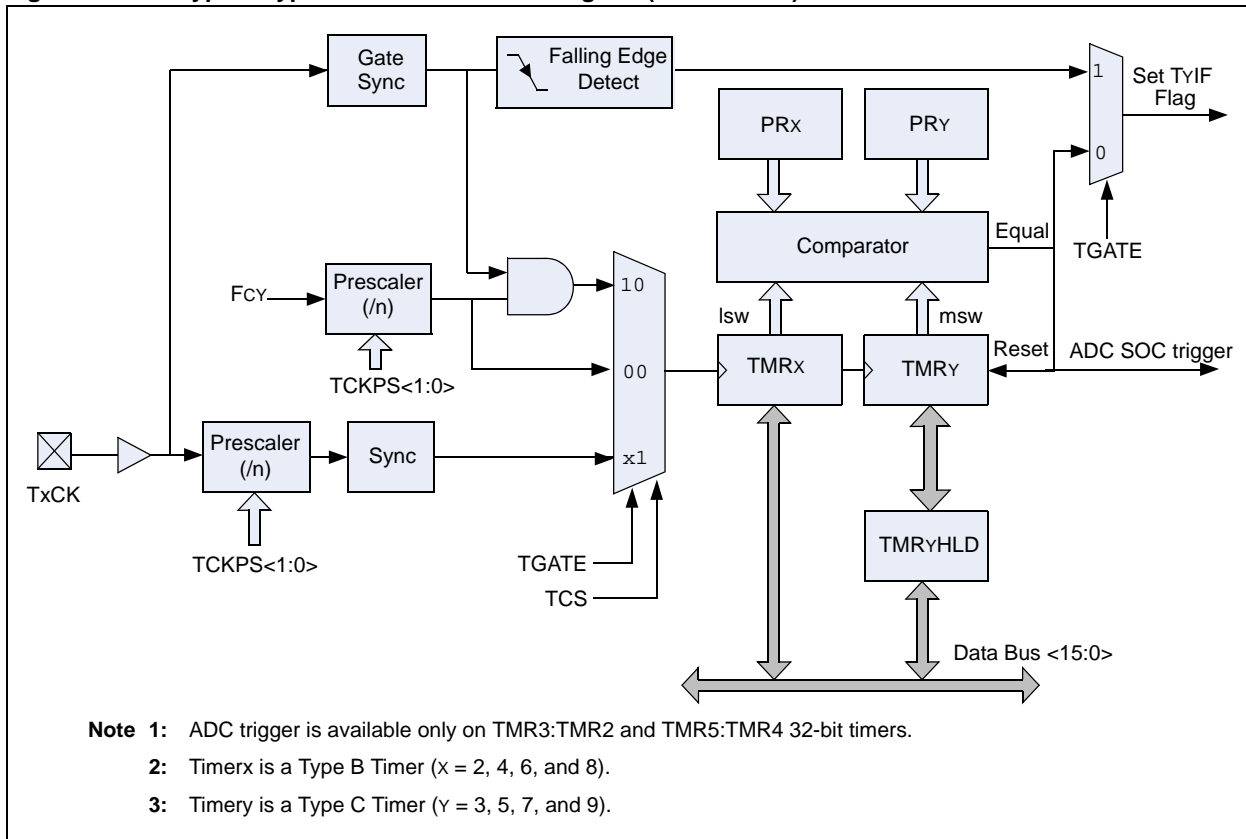 Gate
Sync
Falling Edge
Detect
1
Set TYIF
Flag
0
TGATE
PRX
PRY
Comparator
Equal
lsw
msw
TMRX
TMRY
Reset
ADC SOC trigger
FCY
Prescaler
(/n)
TCKPS<1:0>
10
00
x1
TxCK
Prescaler
(/n)
Sync
TCKPS<1:0>
TGATE
TCS
TMRYHLD
Data Bus <15:0>
Note 1: ADC trigger is available only on TMR3:TMR2 and TMR5:TMR4 32-bit timers.
2: Timerx is a Type B Timer (X = 2, 4, 6, and 8).
3: Timery is a Type C Timer (Y = 3, 5, 7, and 9).